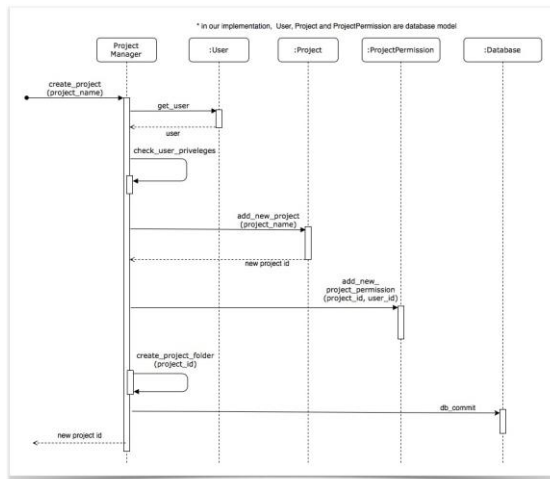 * in our implementation, User, Project and ProjectPermission are database model
Project
Manager
:User
:Project
:ProjectPermission
:Database
create_project
(project_name)
get_user
user
check_user_priveleges
add_new_project
(project_name)
new project id
add_new_
project_permission
(project_id, user_id)
create_project_folder
(project_id)
db_commit
new project id